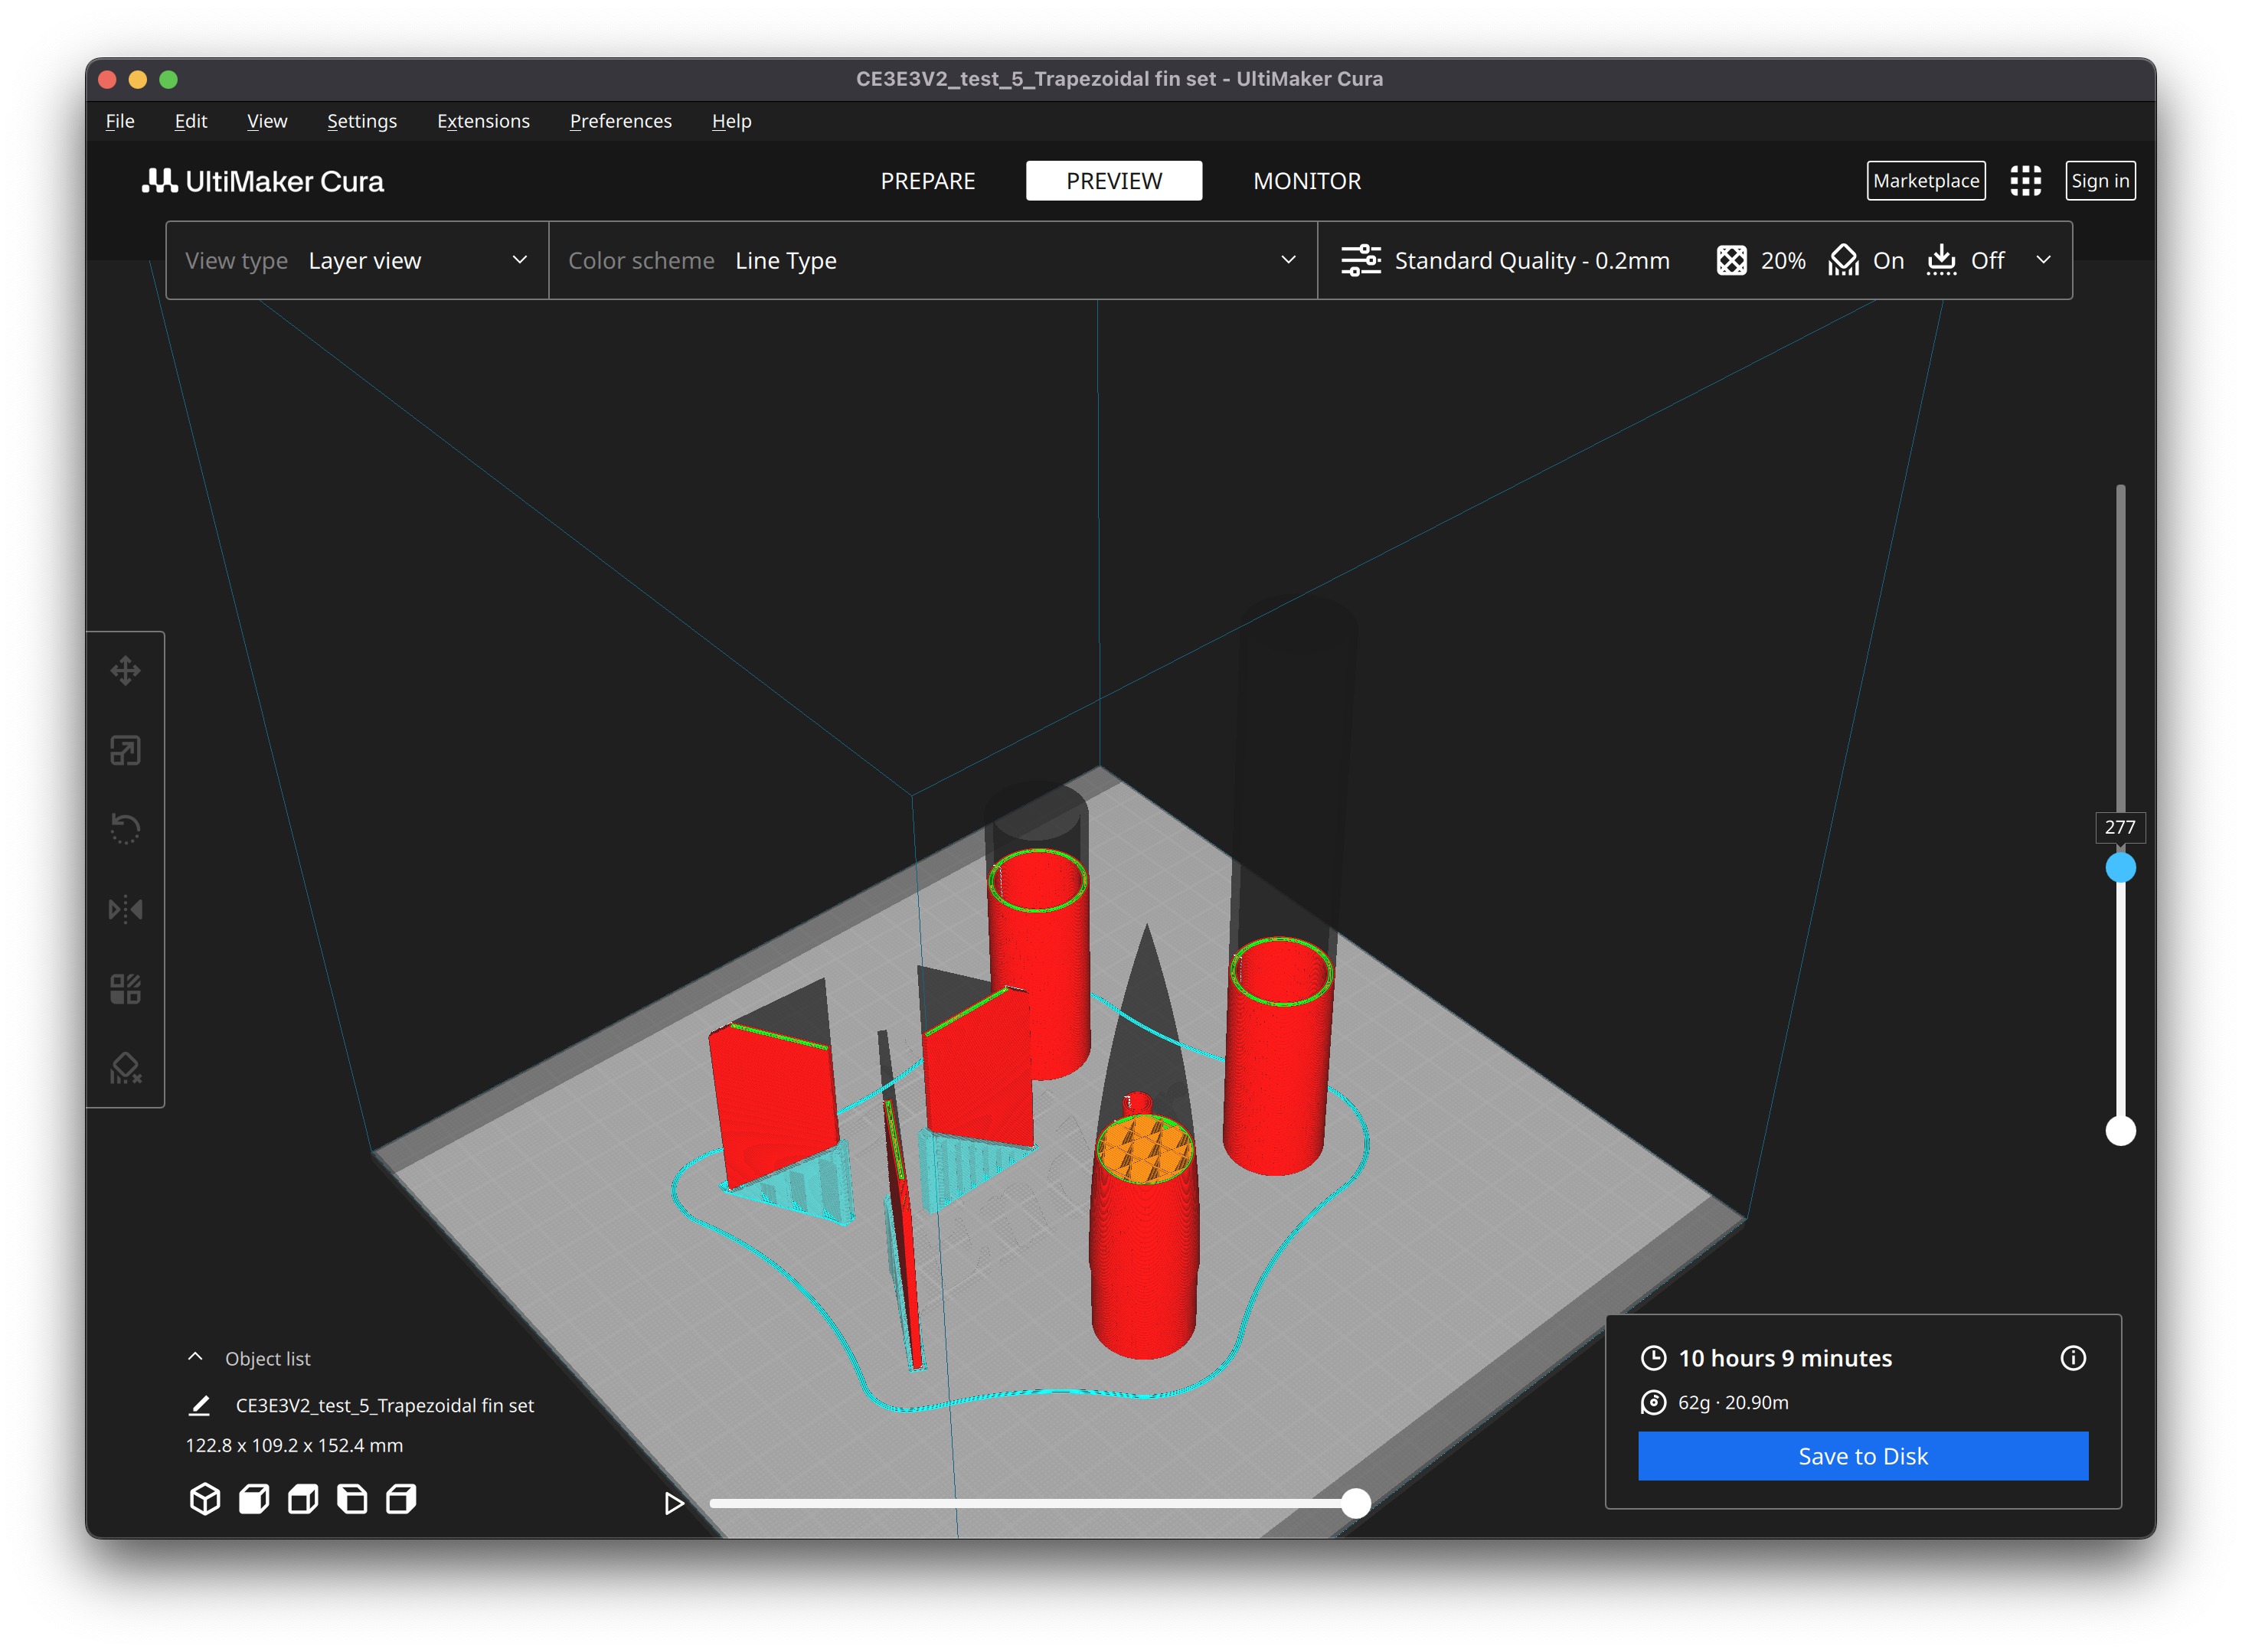 CE3E3V2_test_5_Trapezoidal fin set - UltiMaker Cura
File Edit View Settings Extensions Preferences Help
UltiMaker Cura
PREPARE PREVIEW MONITOR
Marketplace Sign in
View type Layer view Color scheme Line Type Standard Quality - 0.2mm 20% On Off
277
Object list
CE3E3V2_test_5_Trapezoidal fin set
122.8 x 109.2 x 152.4 mm
10 hours 9 minutes
62g · 20.90m
Save to Disk